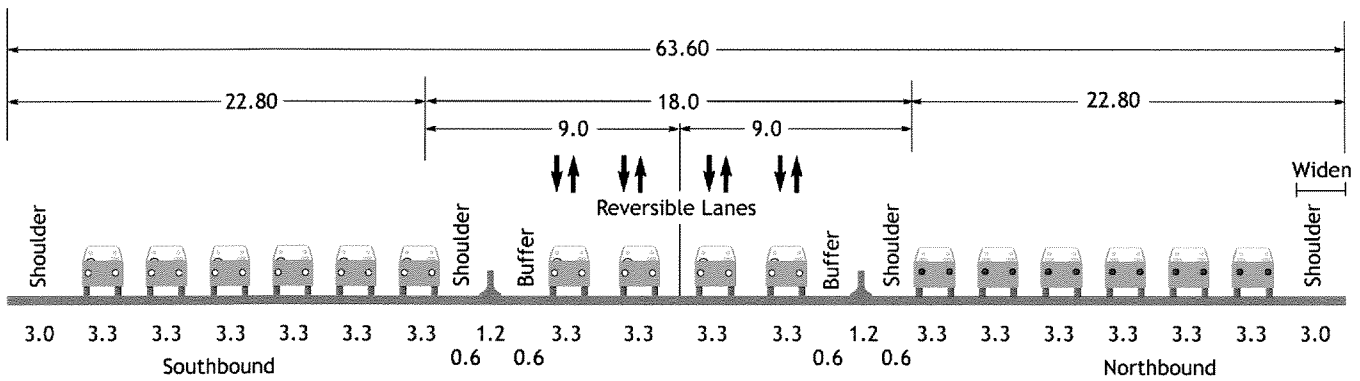 63.60
22.80 18.0 22.80
9.0 9.0
Widen
Reversible Lanes
Shoulder Shoulder Buffer Buffer Shoulder Shoulder
3.0 3.3 3.3 3.3 3.3 3.3 3.3 1.2 3.3 3.3 3.3 3.3 1.2 3.3 3.3 3.3 3.3 3.3 3.3 3.0
0.6 0.6 0.6 0.6
Southbound Northbound